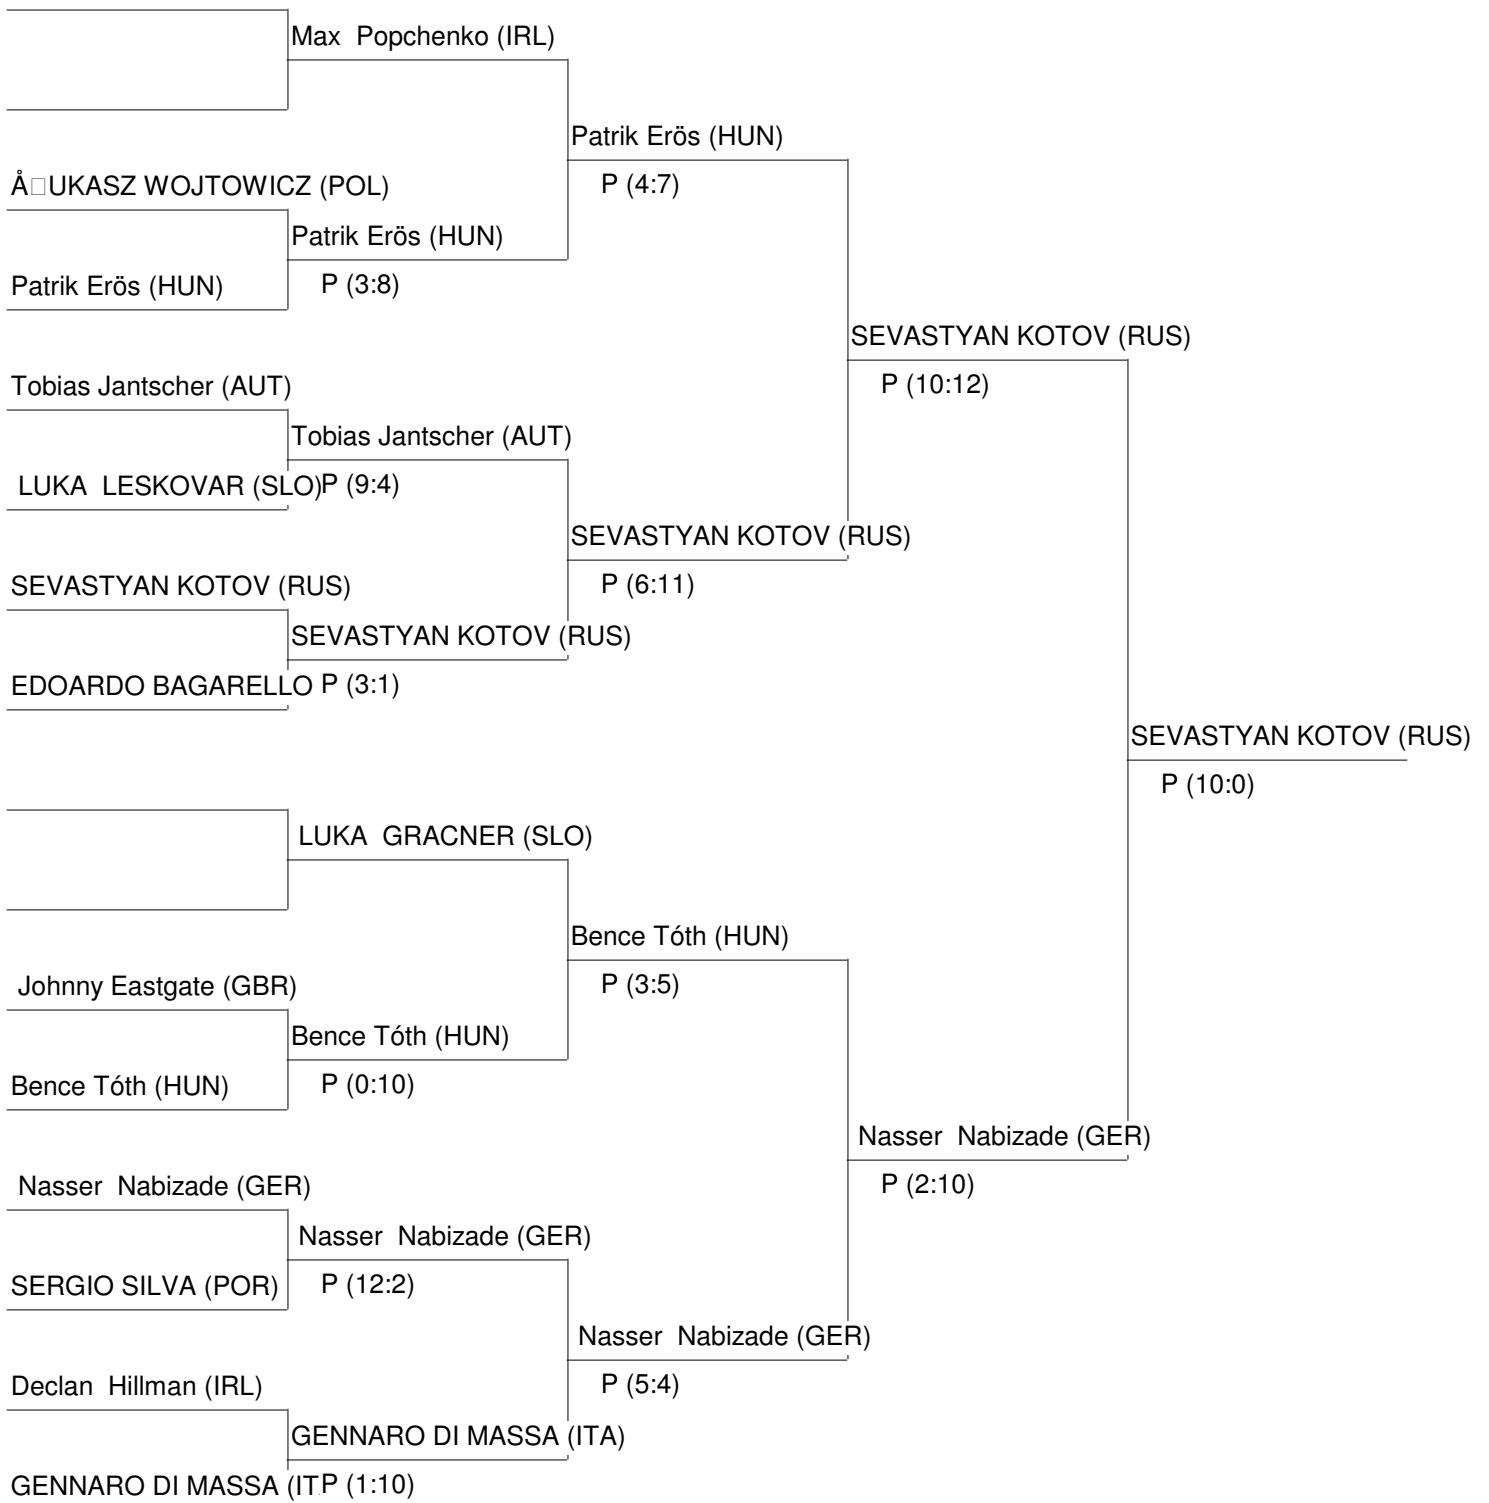 Max  Popchenko (IRL)
Patrik Erös (HUN)
P (4:7)
Å□UKASZ WOJTOWICZ (POL)
Patrik Erös (HUN)
Patrik Erös (HUN)
P (3:8)
SEVASTYAN KOTOV (RUS)
P (10:12)
Tobias Jantscher (AUT)
Tobias Jantscher (AUT)
LUKA  LESKOVAR (SLO)
P (9:4)
SEVASTYAN KOTOV (RUS)
P (6:11)
SEVASTYAN KOTOV (RUS)
SEVASTYAN KOTOV (RUS)
EDOARDO BAGARELLO
P (3:1)
SEVASTYAN KOTOV (RUS)
P (10:0)
LUKA  GRACNER (SLO)
Bence Tóth (HUN)
P (3:5)
Johnny Eastgate (GBR)
Bence Tóth (HUN)
Bence Tóth (HUN)
P (0:10)
Nasser  Nabizade (GER)
P (2:10)
Nasser  Nabizade (GER)
Nasser  Nabizade (GER)
SERGIO SILVA (POR)
P (12:2)
Nasser  Nabizade (GER)
P (5:4)
Declan  Hillman (IRL)
GENNARO DI MASSA (ITA)
GENNARO DI MASSA (IT
P (1:10)